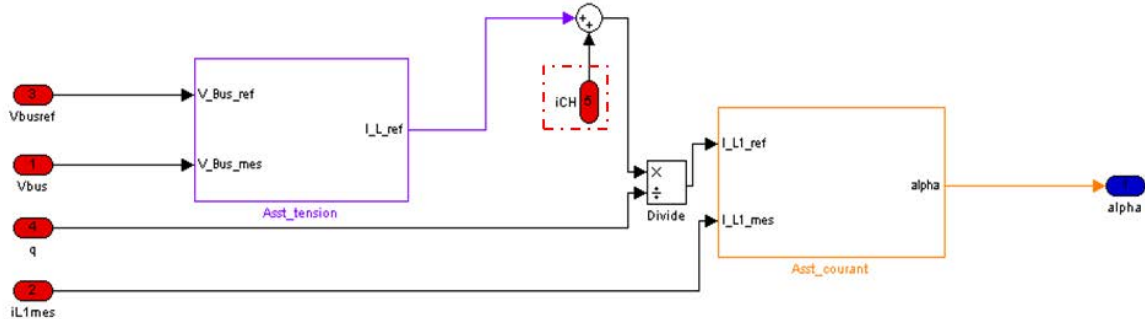 3
Vbusref
1
Vbus
4
q
2
iL1mes
V_Bus_ref
V_Bus_mes
I_L_ref
Asst_tension
++
iCH
5
×
÷
Divide
I_L1_ref
I_L1_mes
alpha
Asst_courant
1
alpha